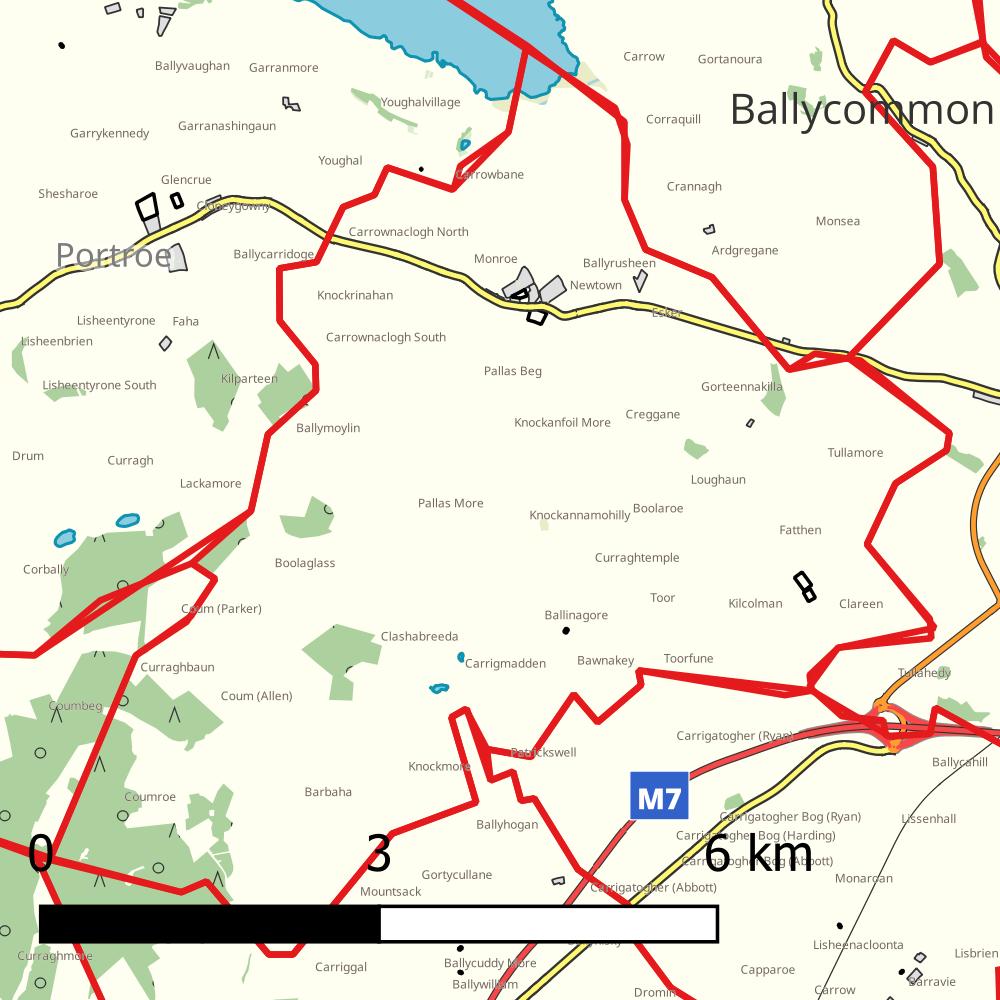 Carrow
Gortanoura
Ballyvaughan
Garranmore
Youghalvillage
Ballycommon
Corraquill
Garranashingaun
Garrykennedy
Youghal
Carrowbane
Glencrue
Crannagh
Shesharoe
Clooneygowny
Monsea
Carrownaclogh North
Ardgregane
Portroe
Ballycarridoge
Monroe
Ballyrusheen
Newtown
Knockrinahan
Esker
Lisheentyrone
Faha
Lisheenbrien
Carrownaclogh South
Pallas Beg
Kilparteen
Lisheentyrone South
Gorteennakilla
Creggane
Knockanfoil More
Ballymoylin
Drum
Curragh
Tullamore
Loughaun
Lackamore
Pallas More
Boolaroe
Knockannamohilly
Fatthen
Curraghtemple
Boolaglass
Corbally
Toor
Kilcolman
Clareen
Coum (Parker)
Ballinagore
Clashabreeda
Carrigmadden
Bawnakey
Toorfune
Curraghbaun
Tullahedy
Coum (Allen)
Coumbeg
Carrigatogher (Ryan)
Patrickswell
Ballycahill
Knockmore
Barbaha
Coumroe
M7
Carrigatogher Bog (Ryan)
Lissenhall
Ballyhogan
Carrigatogher Bog (Harding)
0
3
6 km
Carrigatogher Bog (Abbott)
Gortycullane
Monaroan
Carrigatogher (Abbott)
Mountsack
Lisheenacloonta
Curraghmore
Lisbrien
Ballycuddy More
Carriggal
Capparoe
Ballywilliam
Barravie
Carrow
Dromin